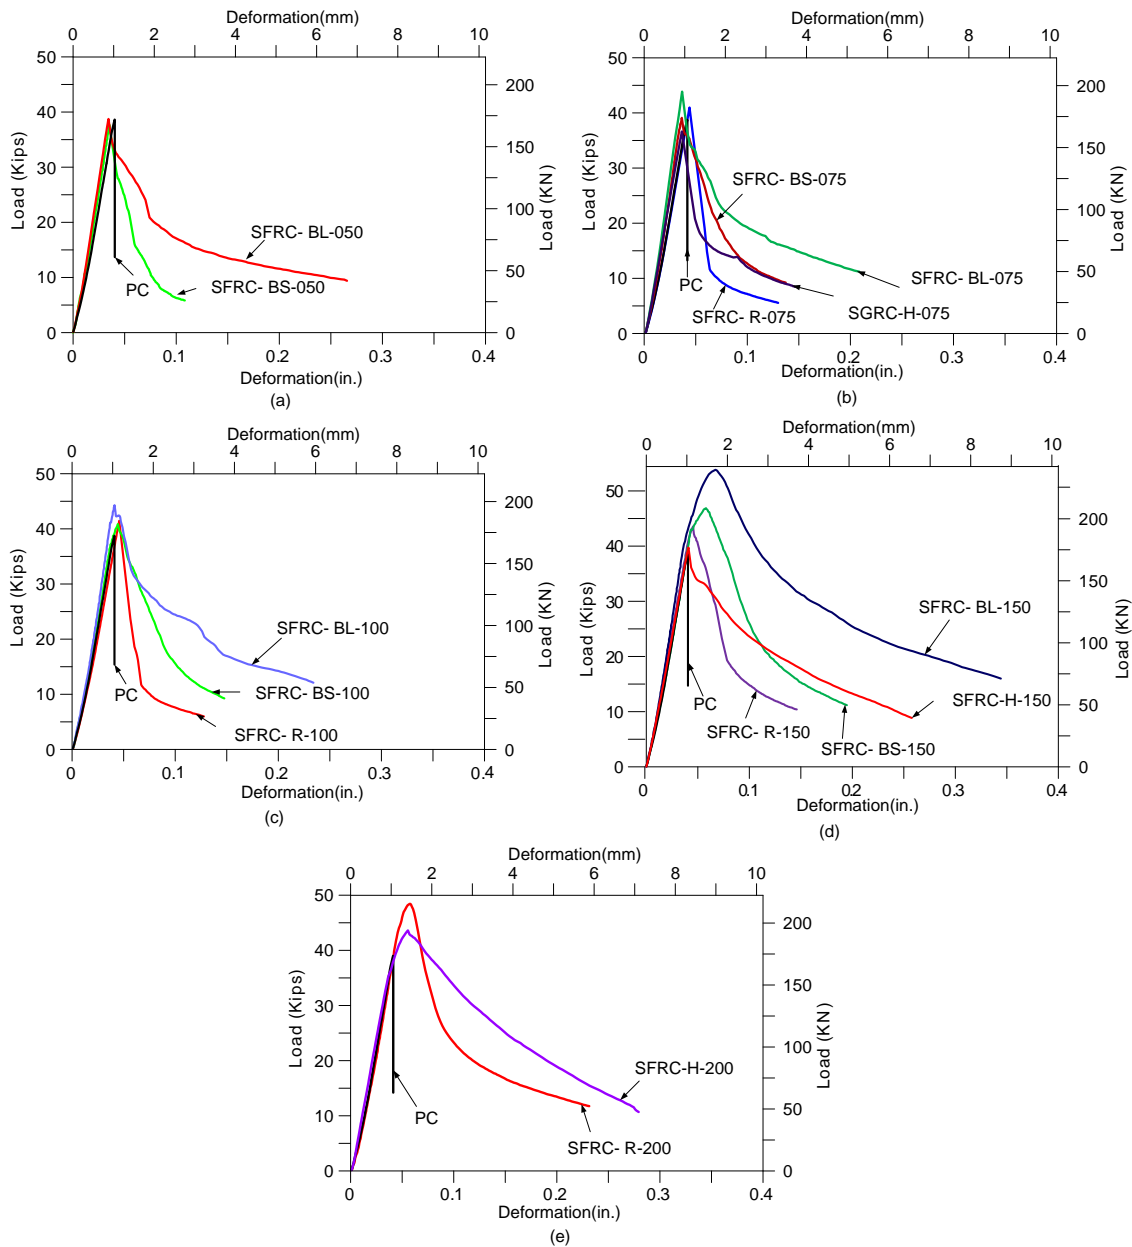 Deformation(mm)
0 2 4 6 8 10
50
40
30
20
10
0
Load (Kips)
200
150
100
50
0
Load (KN)
SFRC- BL-050
PC
SFRC- BS-050
0 0.1 0.2 0.3 0.4
Deformation(in.)
(a)
Deformation(mm)
0 2 4 6 8 10
50
40
30
20
10
0
Load (Kips)
200
150
100
50
0
Load (KN)
SFRC- BS-075
SFRC- BL-075
PC
SGRC-H-075
SFRC- R-075
0 0.1 0.2 0.3 0.4
Deformation(in.)
(b)
Deformation(mm)
0 2 4 6 8 10
50
40
30
20
10
0
Load (Kips)
200
150
100
50
0
Load (KN)
SFRC- BL-100
PC
SFRC- BS-100
SFRC- R-100
0 0.1 0.2 0.3 0.4
Deformation(in.)
(c)
Deformation(mm)
0 2 4 6 8 10
50
40
30
20
10
0
Load (Kips)
200
150
100
50
0
Load (KN)
SFRC- BL-150
SFRC-H-150
PC
SFRC- R-150
SFRC- BS-150
0 0.1 0.2 0.3 0.4
Deformation(in.)
(d)
Deformation(mm)
0 2 4 6 8 10
50
40
30
20
10
0
Load (Kips)
200
150
100
50
0
Load (KN)
SFRC-H-200
PC
SFRC- R-200
0 0.1 0.2 0.3 0.4
Deformation(in.)
(e)